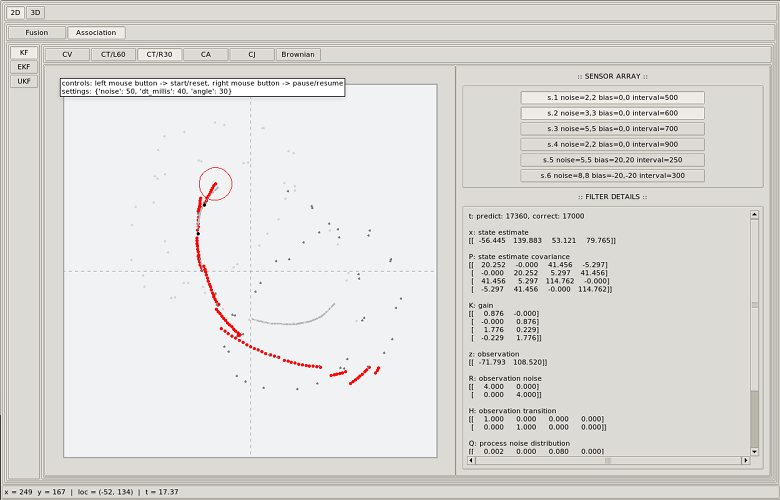 2D 3D
Fusion Association
KF
EKF
UKF
CV CT/L60 CT/R30 CA CJ Brownian
controls: left mouse button -> start/reset, right mouse button -> pause/resume
settings: {'noise': 50, 'dt_millis': 40, 'angle': 30}
:: SENSOR ARRAY ::
s.1 noise=2,2 bias=0,0 interval=500
s.2 noise=3,3 bias=0,0 interval=600
s.3 noise=5,5 bias=0,0 interval=700
s.4 noise=2,2 bias=0,0 interval=900
s.5 noise=5,5 bias=20,20 interval=250
s.6 noise=8,8 bias=-20,-20 interval=300
:: FILTER DETAILS ::
t: predict: 17360, correct: 17000
x: state estimate
[[ -56.445 139.883 53.121 79.765]]
P: state estimate covariance
[[ 20.252 -0.000 41.456 -5.297]
[ -0.000 20.252 5.297 41.456]
[ 41.456 5.297 114.762 -0.000]
[ -5.297 41.456 -0.000 114.762]]
K: gain
[[ 0.876 -0.000]
[ -0.000 0.876]
[ 1.776 0.229]
[ -0.229 1.776]]
z: observation
[[ -71.793 108.520]]
R: observation noise
[[ 4.000 0.000]
[ 0.000 4.000]]
H: observation transition
[[ 1.000 0.000 0.000 0.000]
[ 0.000 1.000 0.000 0.000]]
Q: process noise distribution
[[ 0.002 0.000 0.080 0.000]
x = 249 y = 167 | loc = (-52, 134) | t = 17.37